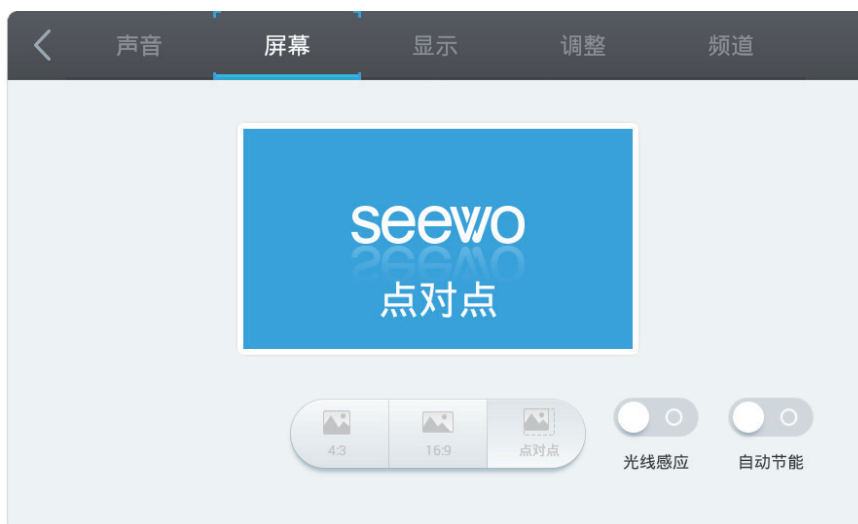 声音 屏幕 显示 调整 频道
seewo
点对点
4:3 16:9 点对点
光线感应 自动节能